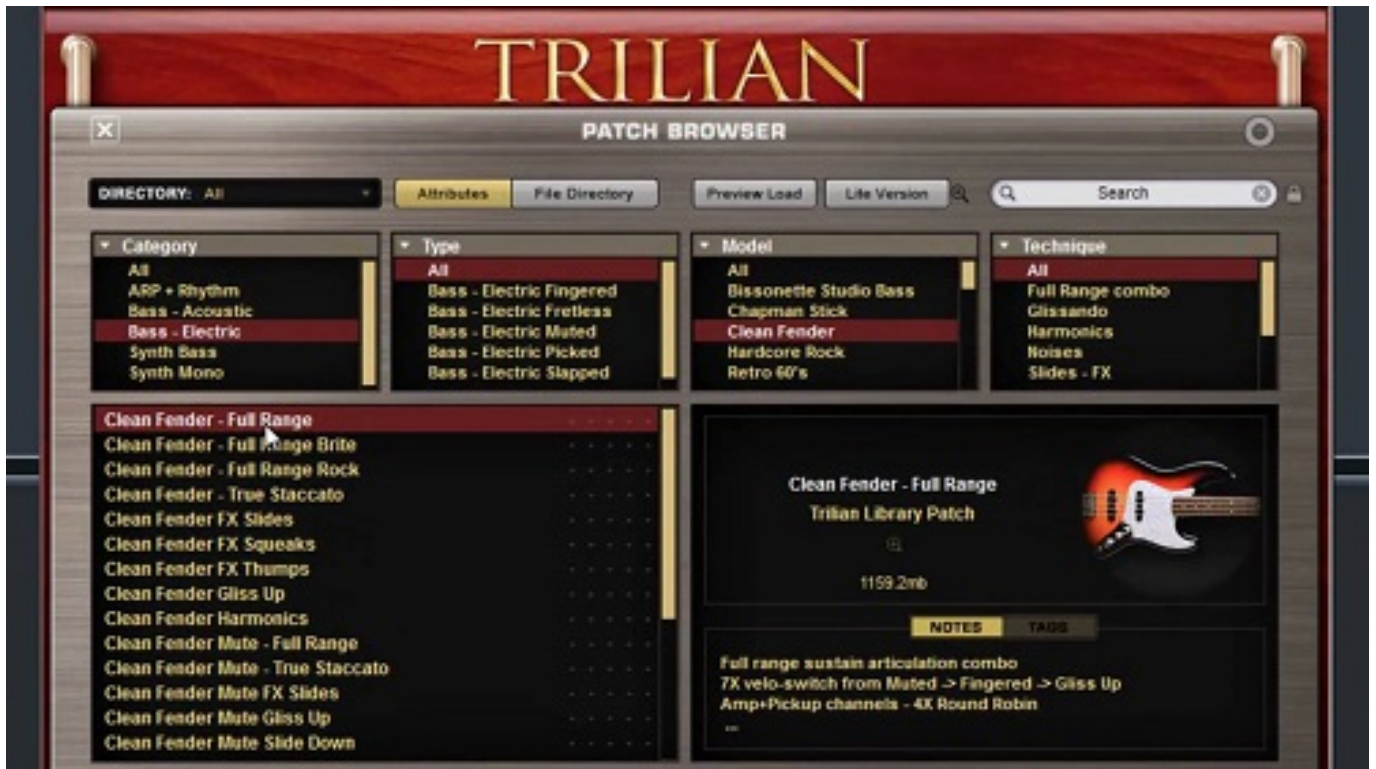 TRILIAN
PATCH BROWSER
DIRECTORY: All
Attributes
File Directory
Preview Load
Lite Version
Search
Category
All
ARP + Rhythm
Bass - Acoustic
Bass - Electric
Synth Bass
Synth Mono
Type
All
Bass - Electric Fingered
Bass - Electric Fretless
Bass - Electric Muted
Bass - Electric Picked
Bass - Electric Slapped
Model
All
Bissonette Studio Bass
Chapman Stick
Clean Fender
Hardcore Rock
Retro 60's
Technique
All
Full Range combo
Glissando
Harmonics
Noises
Slides - FX
Clean Fender - Full Range
Clean Fender - Full Range Brite
Clean Fender - Full Range Rock
Clean Fender - True Staccato
Clean Fender FX Slides
Clean Fender FX Squeaks
Clean Fender FX Thumps
Clean Fender Gliss Up
Clean Fender Harmonics
Clean Fender Mute - Full Range
Clean Fender Mute - True Staccato
Clean Fender Mute FX Slides
Clean Fender Mute Gliss Up
Clean Fender Mute Slide Down
Clean Fender - Full Range
Trilian Library Patch
1159.2mb
NOTES
TAGS
Full range sustain articulation combo
7X velo-switch from Muted -> Fingered -> Gliss Up
Amp+Pickup channels - 4X Round Robin
...